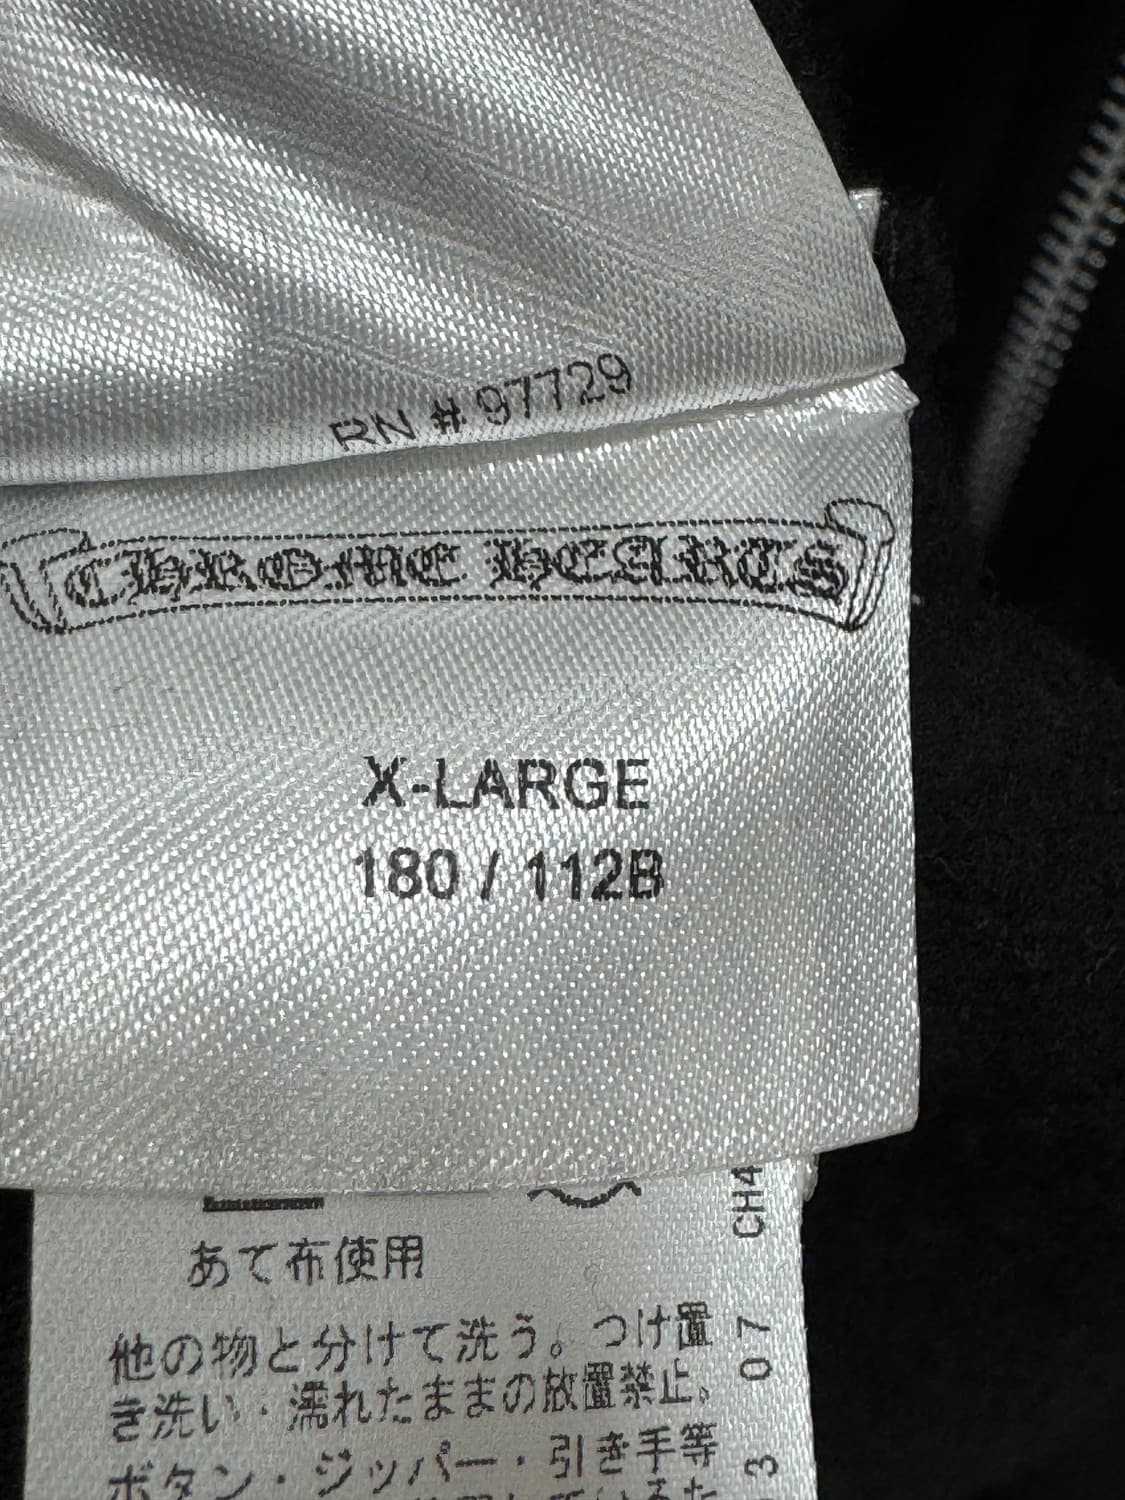 RN # 97729
CHROME HEARTS
X-LARGE
180 / 112B
あて布使用
他の物と分けて洗う。つけ置
き洗い・濡れたままの放置禁止。
ボタン・ジッパー・引き手等
CH4
07
3